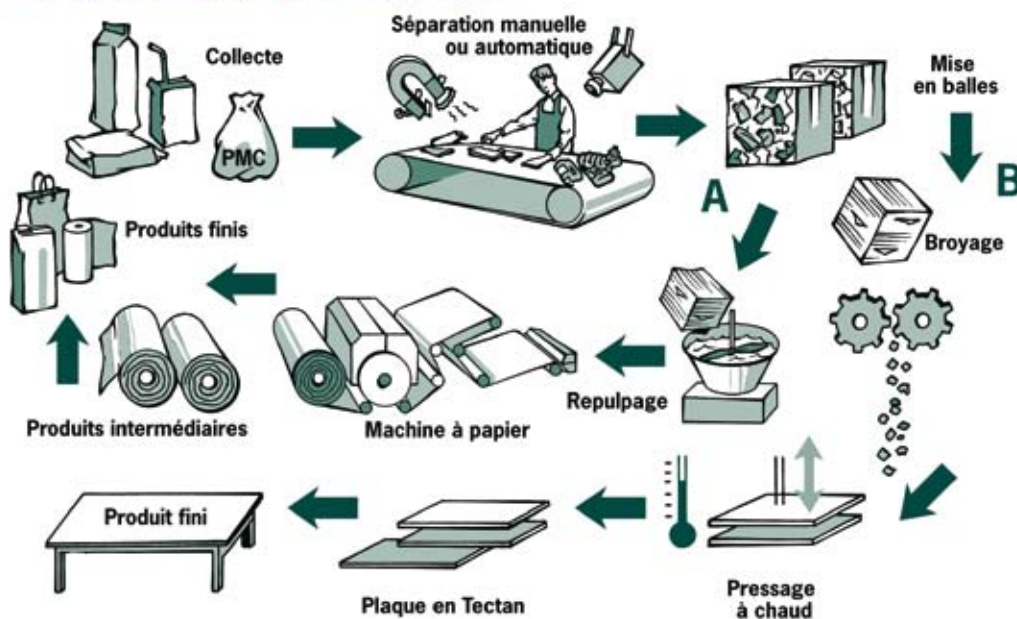 Collecte
PMC
Séparation manuelle
ou automatique
Mise
en balles
A
B
Broyage
Repulpage
Machine à papier
Produits intermédiaires
Produits finis
Pressage
à chaud
Plaque en Tectan
Produit fini